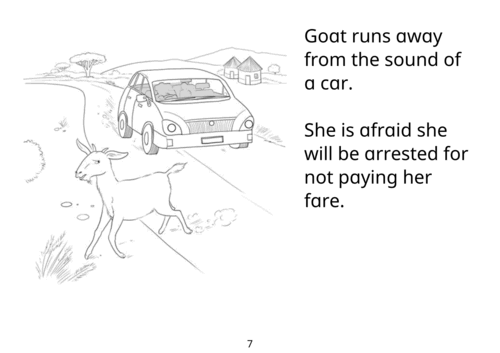 Goat runs away
from the sound of
a car.
She is afraid she
will be arrested for
not paying her
fare.
7